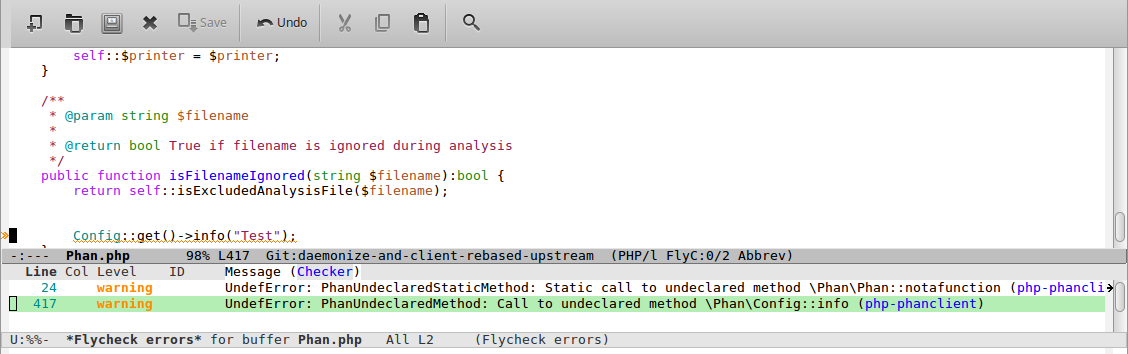 Save Undo
self::$printer = $printer;
}
/**
* @param string $filename
*
* @return bool True if filename is ignored during analysis
*/
public function isFilenameIgnored(string $filename):bool {
return self::isExcludedAnalysisFile($filename);
Config::get()->info("Test");
-:--- Phan.php 98% L417 Git:daemonize-and-client-rebased-upstream (PHP/l FlyC:0/2 Abbrev)
Line Col Level ID Message (Checker)
24 warning UndefError: PhanUndeclaredStaticMethod: Static call to undeclared method \Phan\Phan::notafunction (php-phancli
417 warning UndefError: PhanUndeclaredMethod: Call to undeclared method \Phan\Config::info (php-phanclient)
U:%%- *Flycheck errors* for buffer Phan.php All L2 (Flycheck errors)